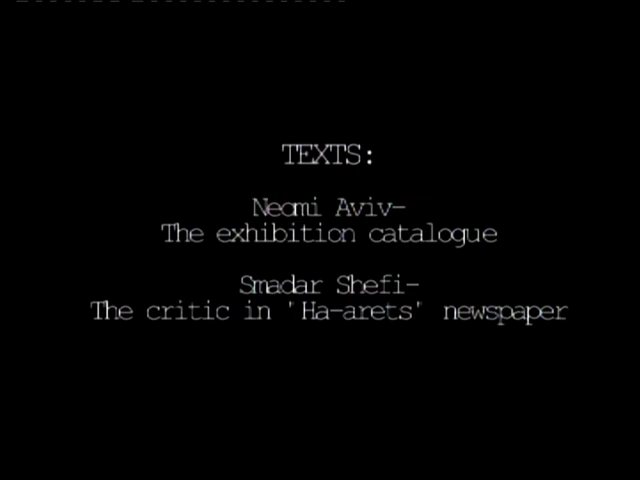 TEXTS:
Neomi Aviv-
The exhibition catalogue
Smadar Shefi-
The critic in 'Ha-arets' newspaper